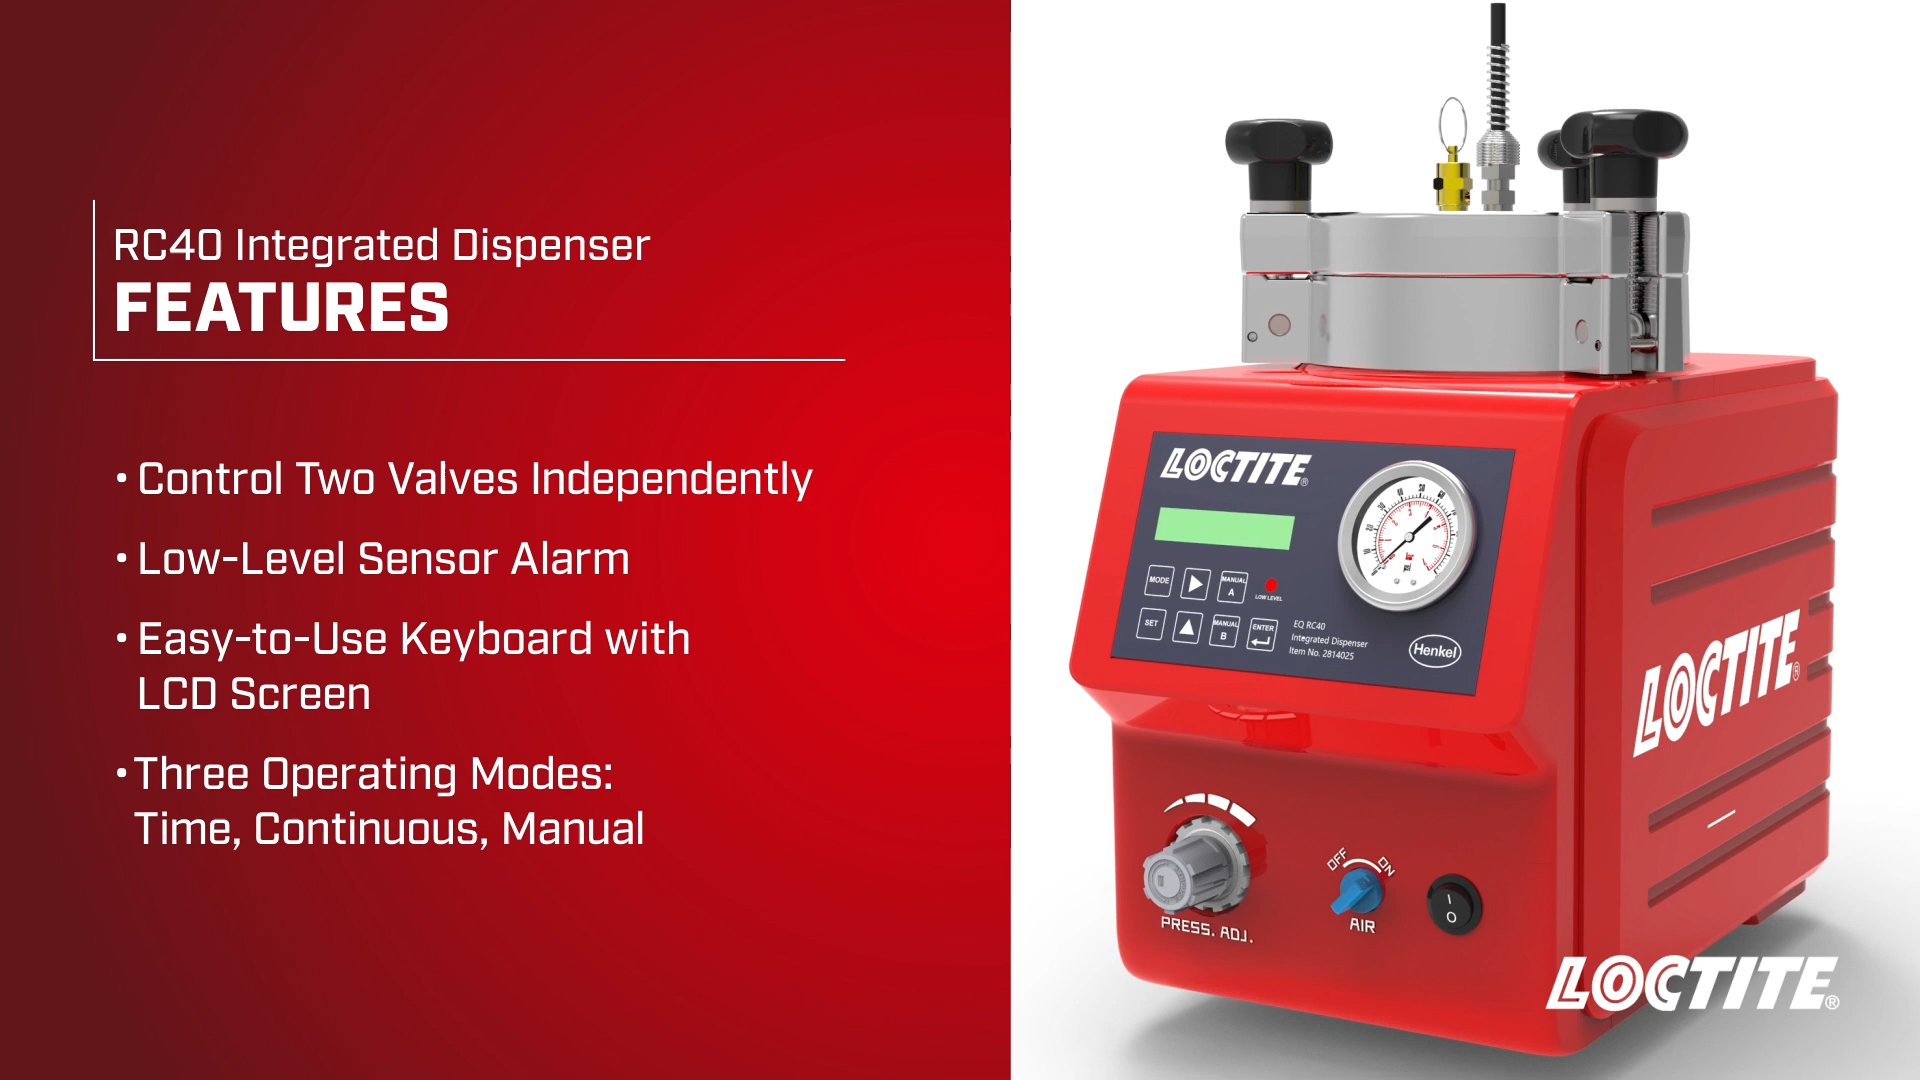 RC40 Integrated Dispenser
FEATURES
• Control Two Valves Independently
• Low-Level Sensor Alarm
• Easy-to-Use Keyboard with
LCD Screen
• Three Operating Modes:
Time, Continuous, Manual
LOCTITE®
MODE
MANUAL
A
LOW LEVEL
SET
MANUAL
B
ENTER
EQ RC40
Integrated Dispenser
Item No. 2814025
Henkel
psi
LOCTITE®
PRESS. ADJ.
OFF ON
AIR
I
O
LOCTITE®